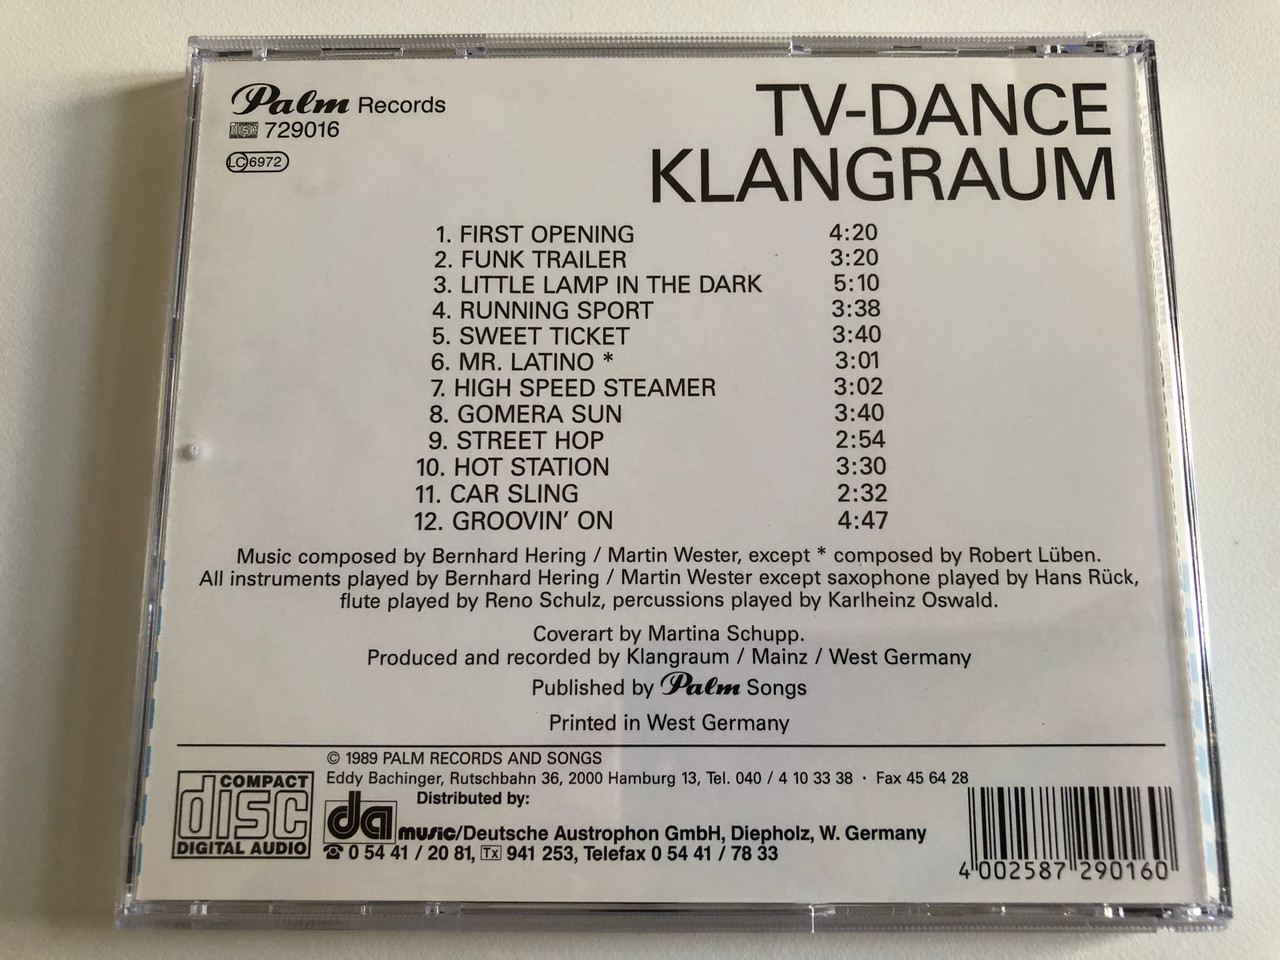 Palm Records
729016
LC 6972
TV-DANCE
KLANGRAUM
1. FIRST OPENING 4:20
2. FUNK TRAILER 3:20
3. LITTLE LAMP IN THE DARK 5:10
4. RUNNING SPORT 3:38
5. SWEET TICKET 3:40
6. MR. LATINO * 3:01
7. HIGH SPEED STEAMER 3:02
8. GOMERA SUN 3:40
9. STREET HOP 2:54
10. HOT STATION 3:30
11. CAR SLING 2:32
12. GROOVIN' ON 4:47
Music composed by Bernhard Hering / Martin Wester, except * composed by Robert Lüben.
All instruments played by Bernhard Hering / Martin Wester except saxophone played by Hans Rück,
flute played by Reno Schulz, percussions played by Karlheinz Oswald.
Coverart by Martina Schupp.
Produced and recorded by Klangraum / Mainz / West Germany
Published by Palm Songs
Printed in West Germany
© 1989 PALM RECORDS AND SONGS
Eddy Bachinger, Rutschbahn 36, 2000 Hamburg 13, Tel. 040 / 4 10 33 38 · Fax 45 64 28
COMPACT
disc
DIGITAL AUDIO
Distributed by:
da music/Deutsche Austrophon GmbH, Diepholz, W. Germany
☎ 0 54 41 / 20 81, Tx 941 253, Telefax 0 54 41 / 78 33
4 002587 290160